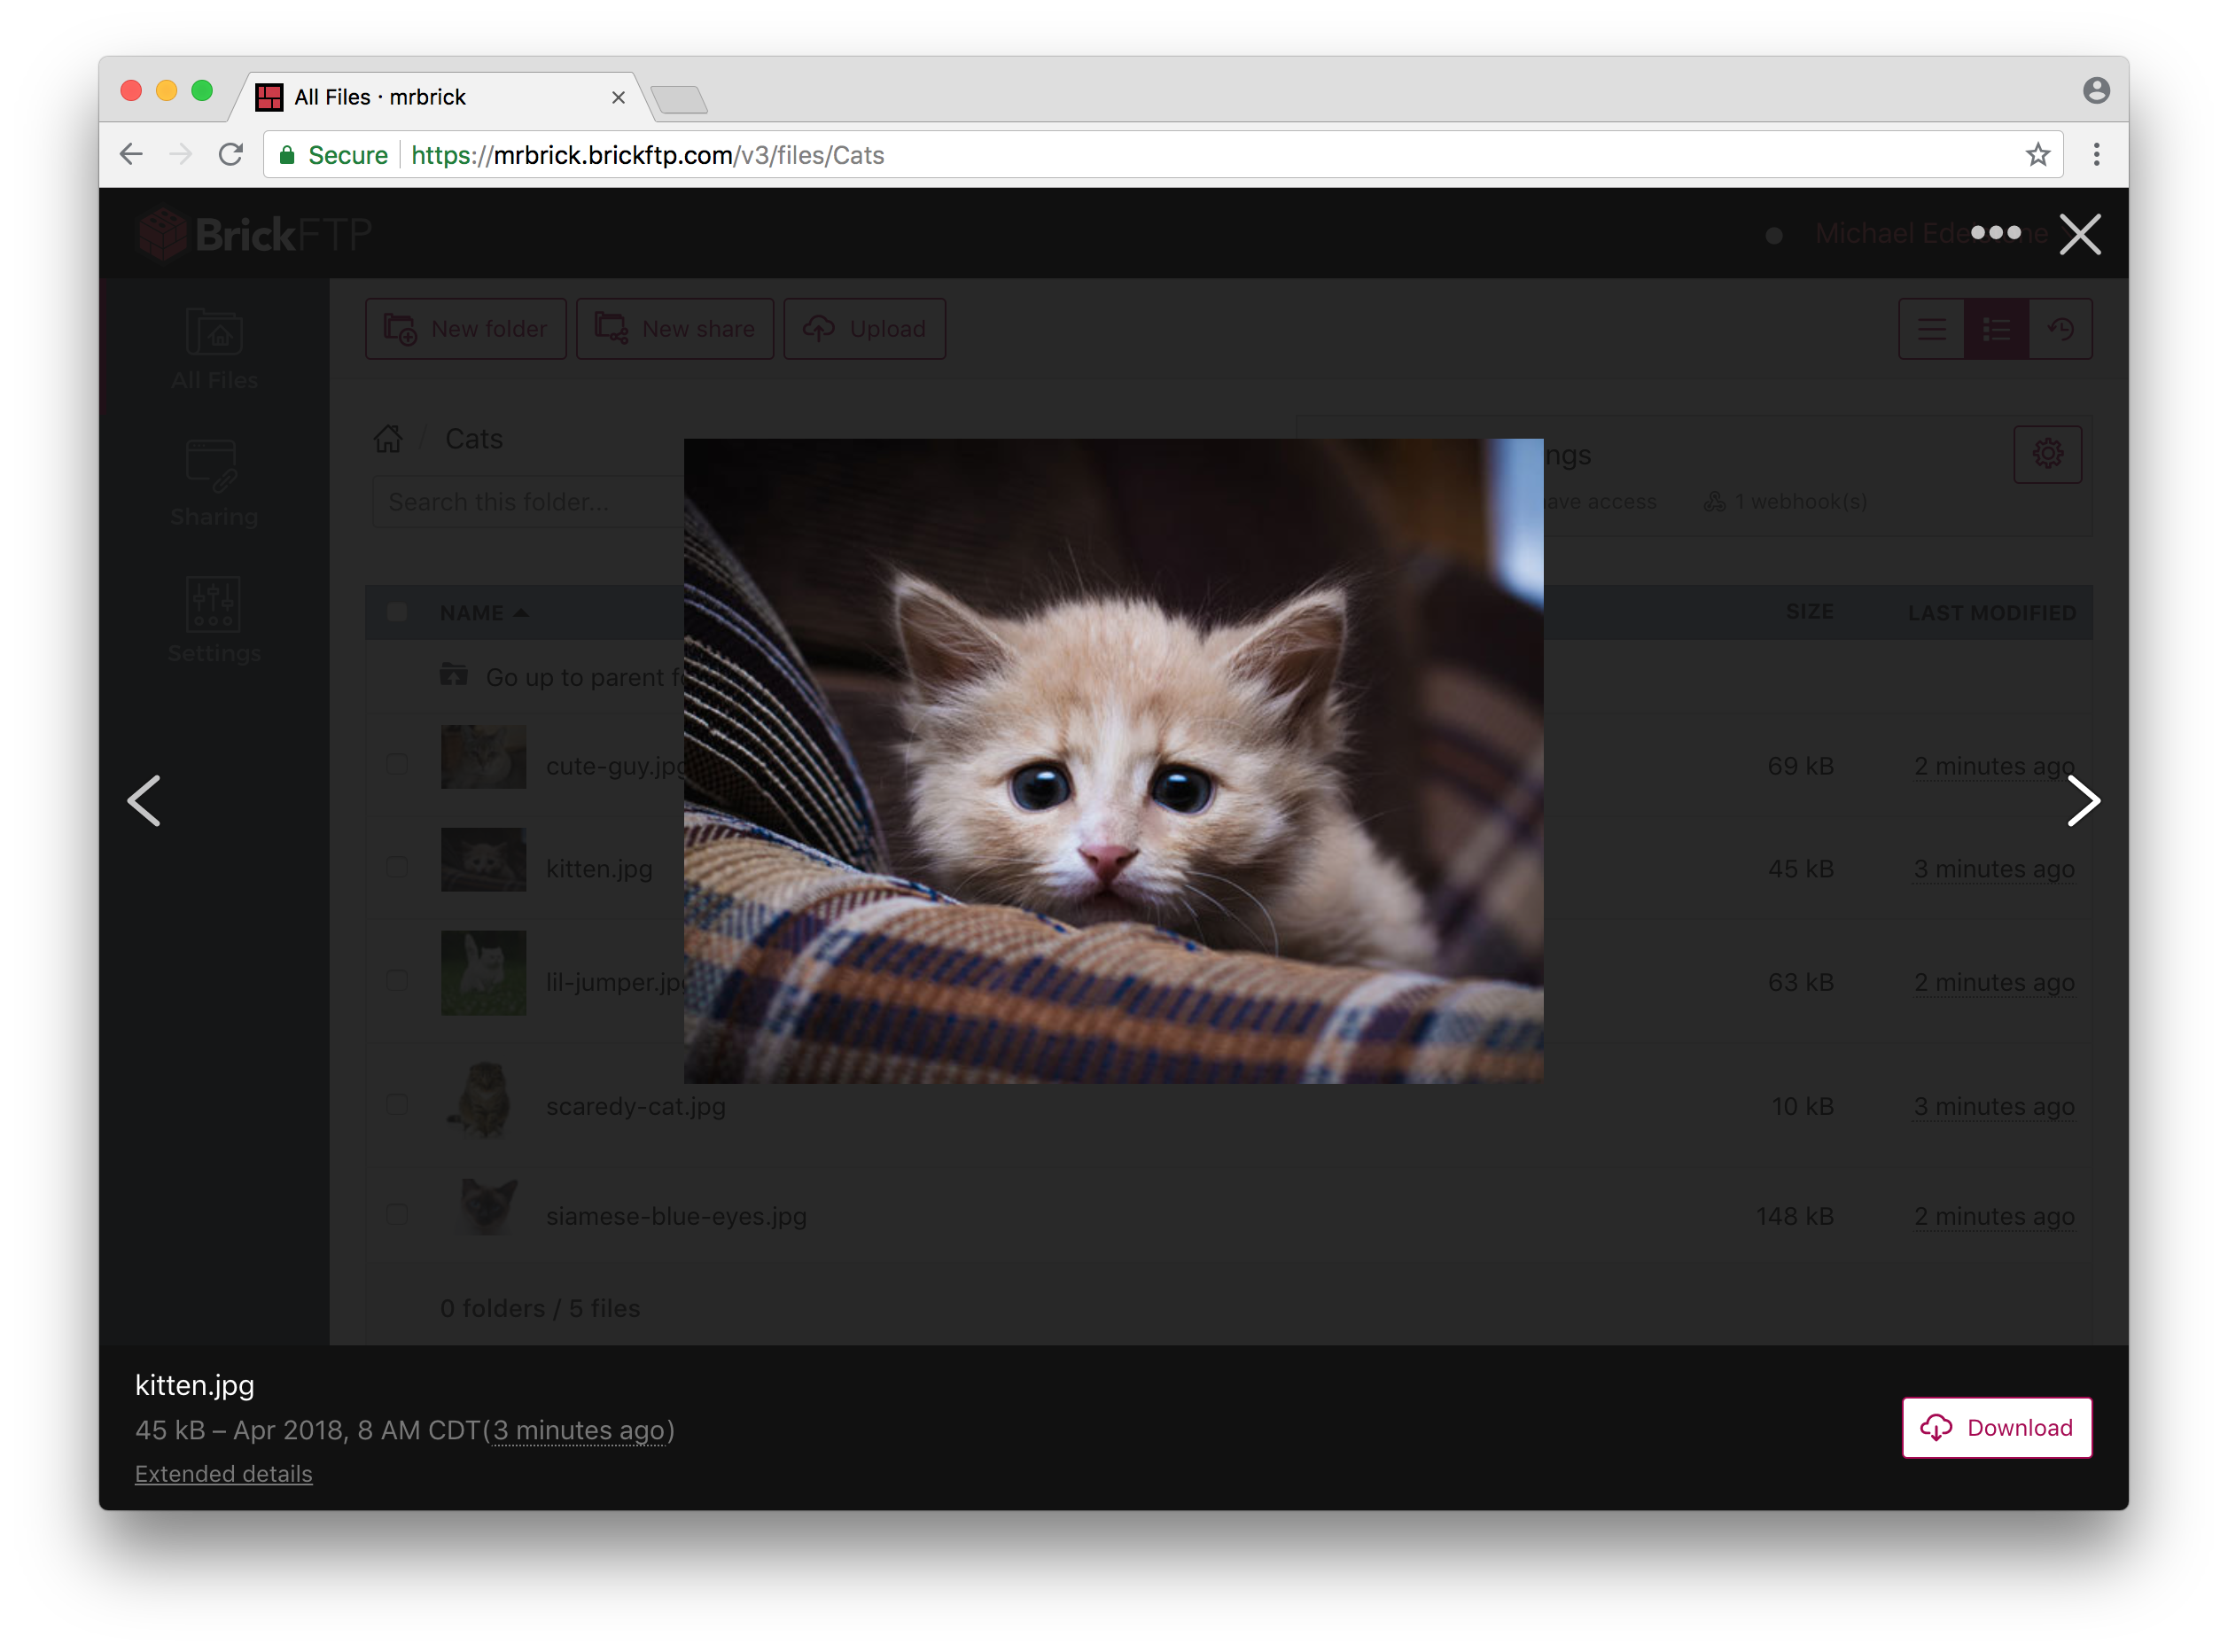 All Files · mrbrick
Secure
https://mrbrick.brickftp.com/v3/files/Cats
BrickFTP
Michael
All Files
Sharing
Settings
New folder
New share
Upload
/ Cats
Search this folder...
ngs
ave access
1 webhook(s)
NAME
SIZE
LAST MODIFIED
Go up to parent f
cute-guy.jpg
69 kB
2 minutes ago
kitten.jpg
45 kB
3 minutes ago
lil-jumper.jpg
63 kB
2 minutes ago
scaredy-cat.jpg
10 kB
3 minutes ago
siamese-blue-eyes.jpg
148 kB
2 minutes ago
0 folders / 5 files
kitten.jpg
45 kB – Apr 2018, 8 AM CDT(3 minutes ago)
Extended details
Download